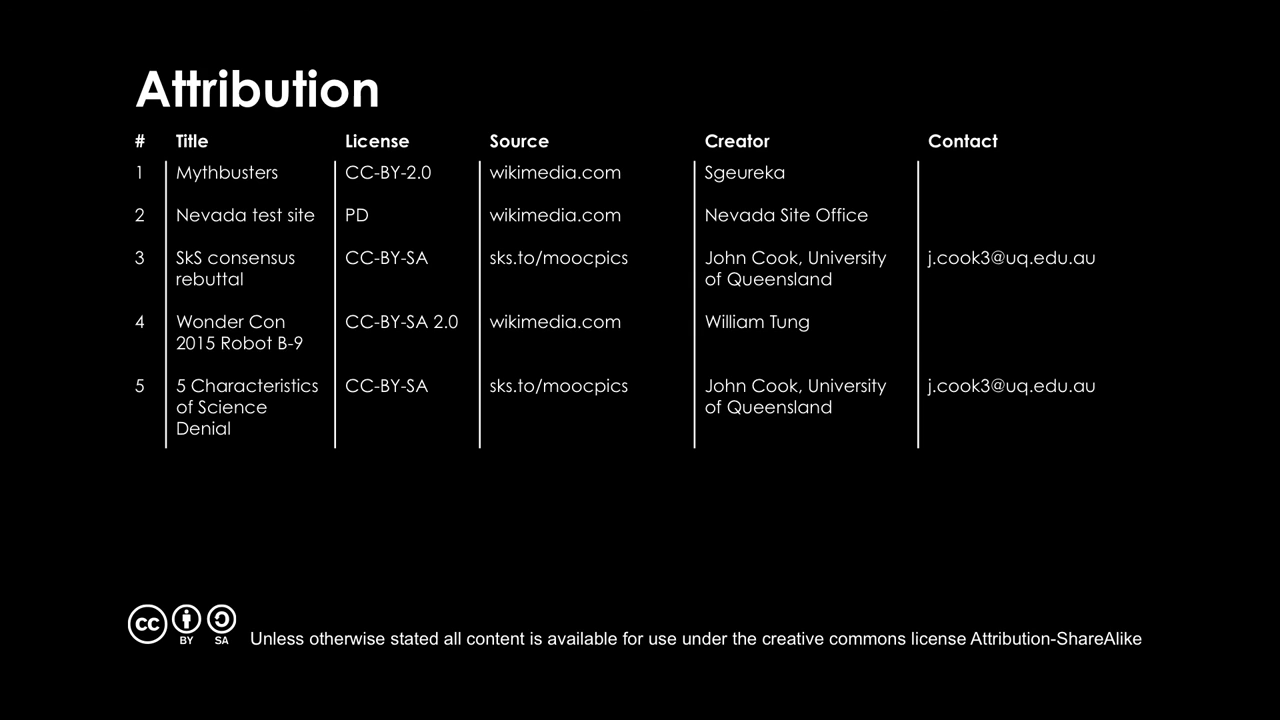 Attribution
# Title License Source Creator Contact
1 Mythbusters CC-BY-2.0 wikimedia.com Sgeureka
2 Nevada test site PD wikimedia.com Nevada Site Office
3 SkS consensus CC-BY-SA sks.to/moocpics John Cook, University j.cook3@uq.edu.au
rebuttal of Queensland
4 Wonder Con CC-BY-SA 2.0 wikimedia.com William Tung
2015 Robot B-9
5 5 Characteristics CC-BY-SA sks.to/moocpics John Cook, University j.cook3@uq.edu.au
of Science of Queensland
Denial
cc BY SA Unless otherwise stated all content is available for use under the creative commons license Attribution-ShareAlike